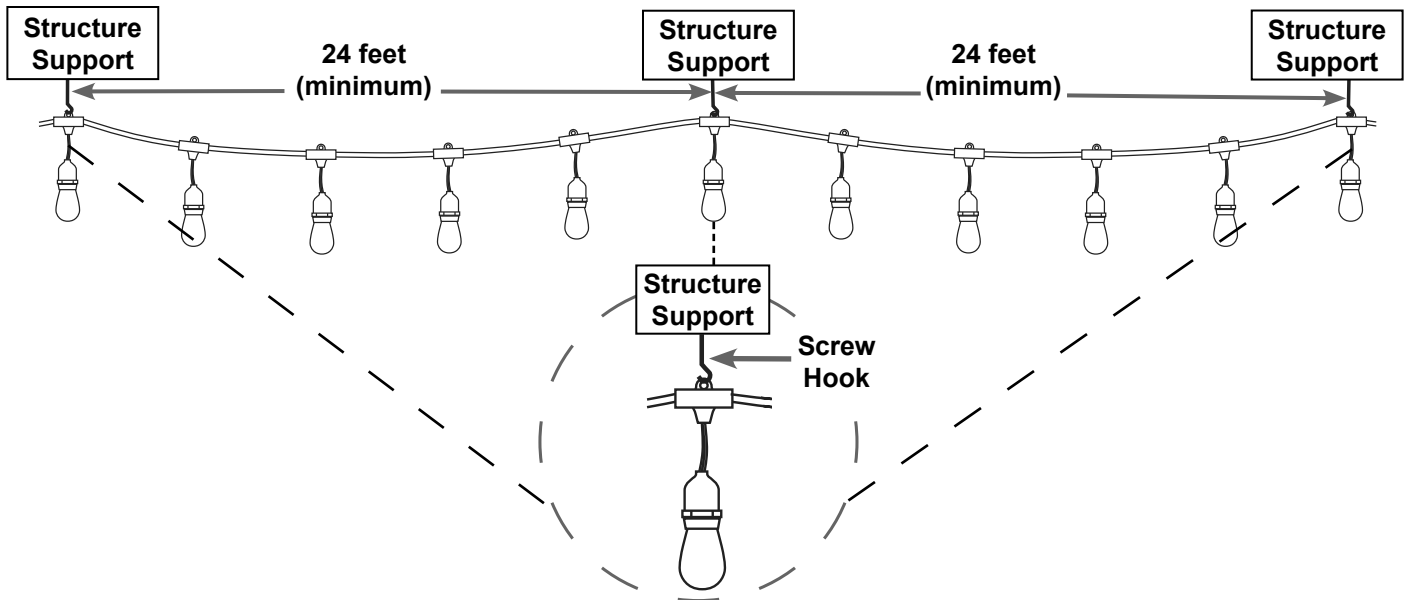 Structure
Support
24 feet
(minimum)
Structure
Support
24 feet
(minimum)
Structure
Support
Structure
Support
Screw
Hook